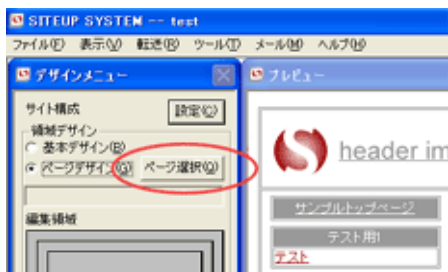 SITEUP SYSTEM -- test
ファイル(F) 表示(V) 転送(R) ツール(T) メール(M) ヘルプ(H)
デザインメニュー
プレビュー
サイト構成 設定(C)
領域デザイン
基本デザイン(B)
ページデザイン(G) ページ選択(Q)
編集領域
header im
サンプルトップページ
テスト用1
テスト